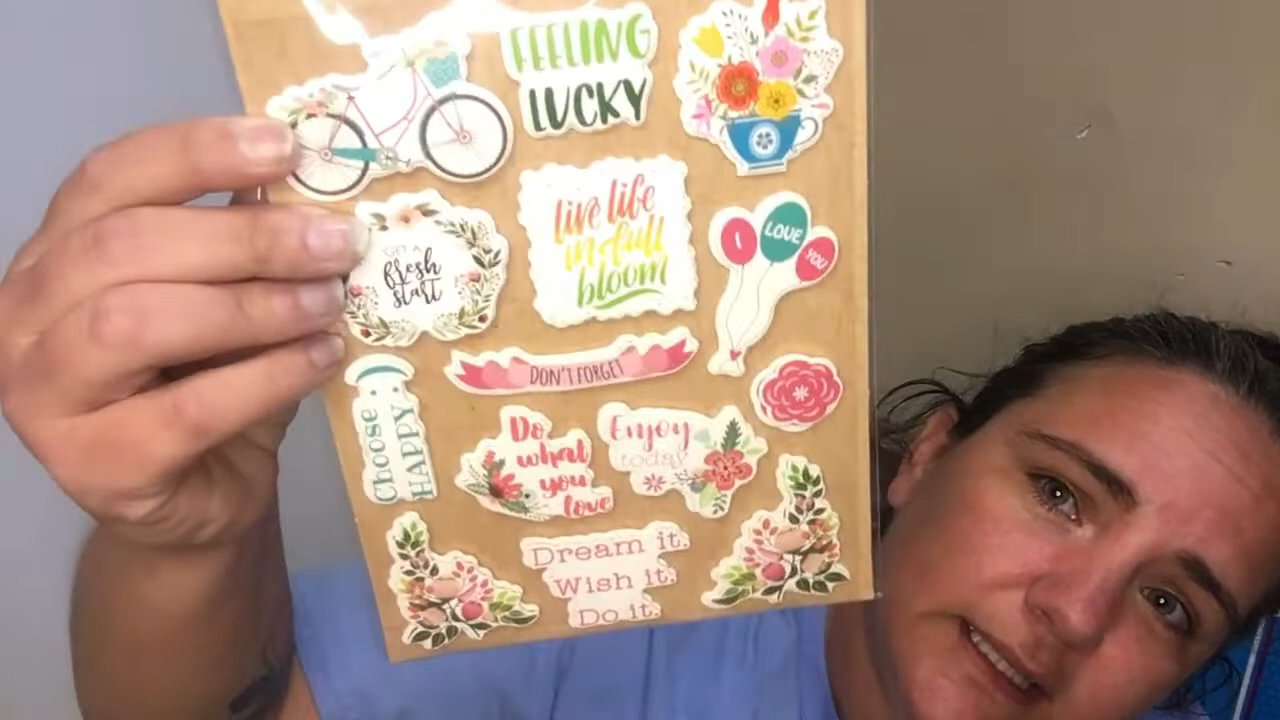 FEELING
LUCKY
GET A
fresh
start
live life
in full
bloom
I LOVE YOU
DON'T FORGET
Choose
HAPPY
Do
what
you
love
Enjoy
today
Dream it.
Wish it.
Do it.